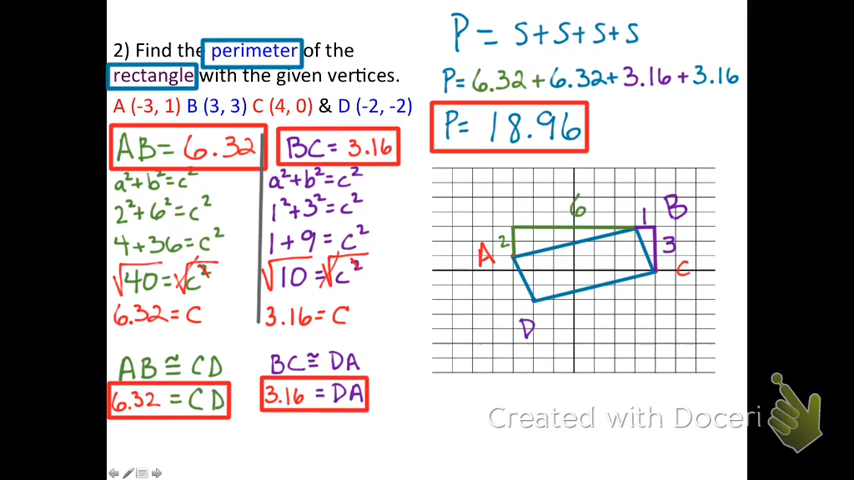 2) Find the perimeter of the
rectangle with the given vertices.
A (-3, 1) B (3, 3) C (4, 0) & D (-2, -2)
AB = 6.32
a²+b²=c²
2²+6²=c²
4+36=c²
√40=√c²
6.32=C
AB ≅ CD
6.32 = CD
BC = 3.16
a²+b²=c²
1²+3²=c²
1+9=c²
√10=√c²
3.16=C
BC ≅ DA
3.16 = DA
P = s+s+s+s
P=6.32+6.32+3.16+3.16
P= 18.96
6
1 B
A 2
3
C
D
Created with Doceri